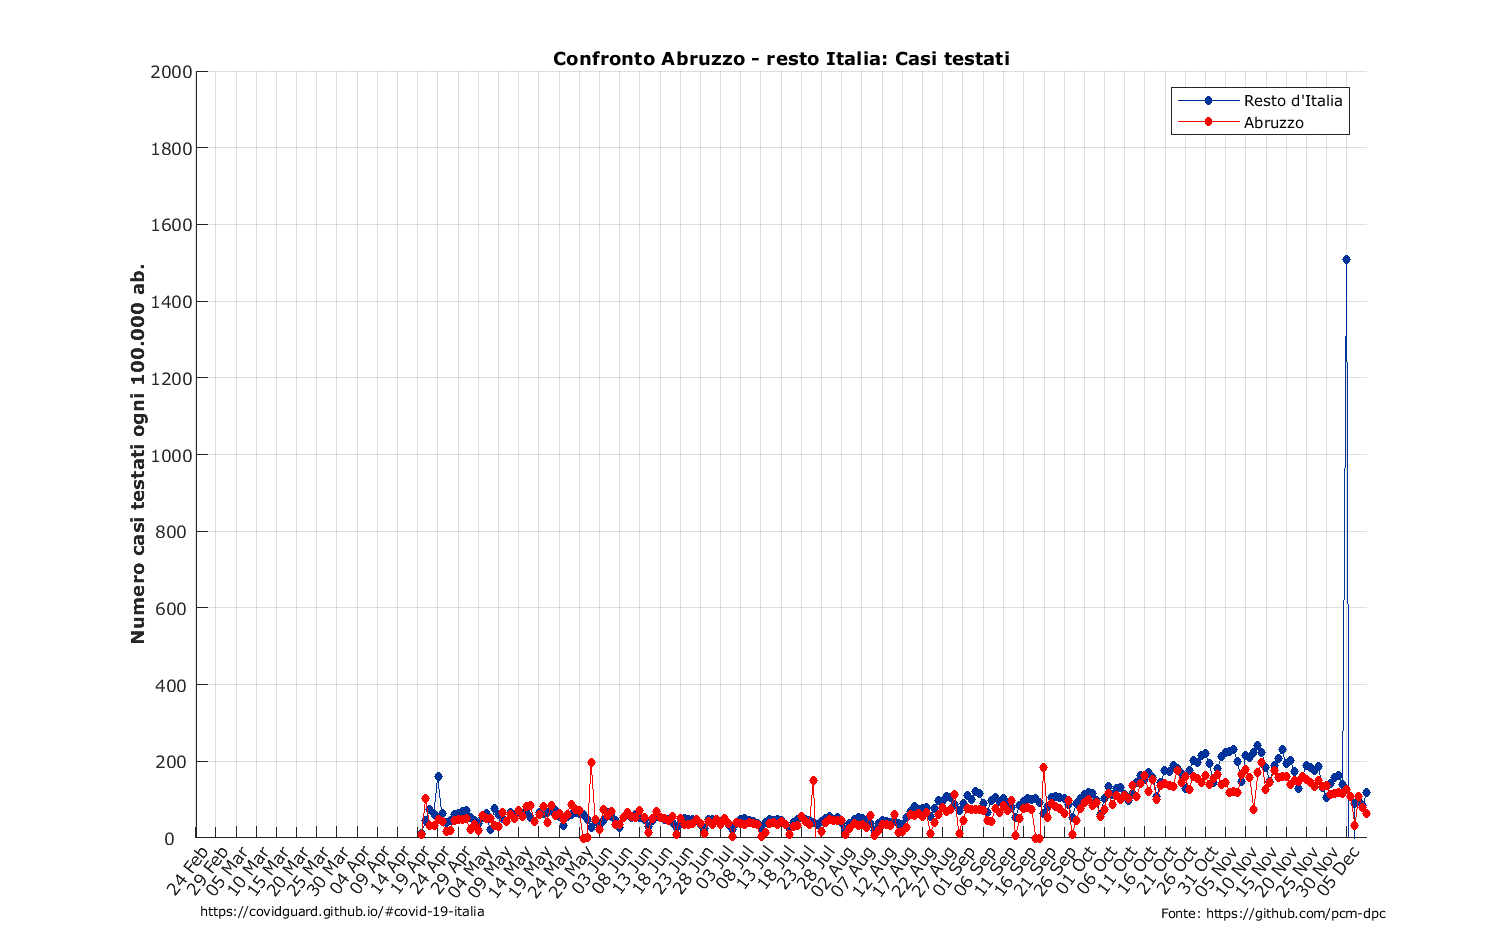 Confronto Abruzzo - resto Italia: Casi testati
Resto d'Italia
Abruzzo
Numero casi testati ogni 100.000 ab.
2000
1800
1600
1400
1200
1000
800
600
400
200
0
24 Feb
29 Feb
05 Mar
10 Mar
15 Mar
20 Mar
25 Mar
30 Mar
04 Apr
09 Apr
14 Apr
19 Apr
24 Apr
29 Apr
04 May
09 May
14 May
19 May
24 May
29 May
03 Jun
08 Jun
13 Jun
18 Jun
23 Jun
28 Jun
03 Jul
08 Jul
13 Jul
18 Jul
23 Jul
28 Jul
02 Aug
07 Aug
12 Aug
17 Aug
22 Aug
27 Aug
01 Sep
06 Sep
11 Sep
16 Sep
21 Sep
26 Sep
01 Oct
06 Oct
11 Oct
16 Oct
21 Oct
26 Oct
31 Oct
05 Nov
10 Nov
15 Nov
20 Nov
25 Nov
30 Nov
05 Dec
https://covidguard.github.io/#covid-19-italia
Fonte: https://github.com/pcm-dpc